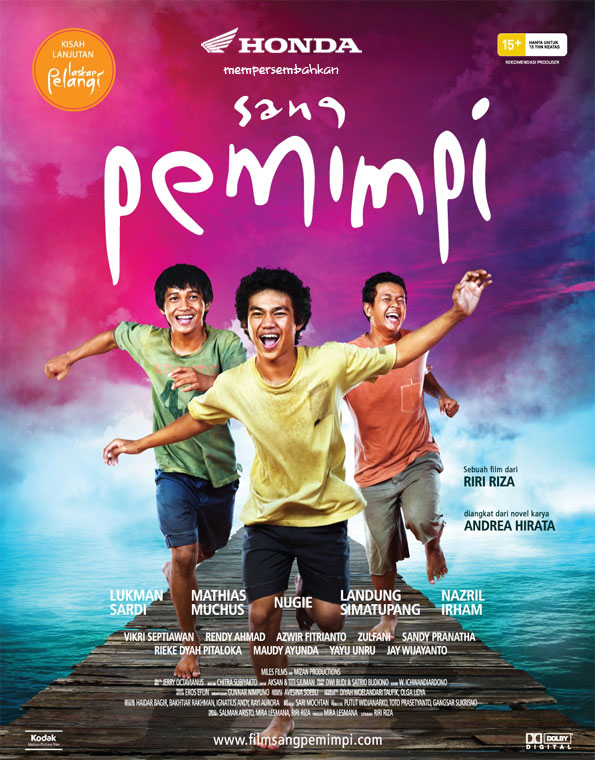 KISAH
LANJUTAN
laskar
pelangi
HONDA
mempersembahkan
15+
HANYA UNTUK
15 THN KEATAS
REKOMENDASI PRODUSER
sang
pemimpi
Sebuah film dari
RIRI RIZA
diangkat dari novel karya
ANDREA HIRATA
LUKMAN SARDI
MATHIAS MUCHUS
NUGIE
LANDUNG SIMATUPANG
NAZRIL IRHAM
VIKRI SEPTIAWAN RENDY AHMAD AZWIR FITRIANTO ZULFANI SANDY PRANATHA
RIEKE DYAH PITALOKA MAUDY AYUNDA YAYU UNRU JAY WIJAYANTO
MILES FILMS MIZAN PRODUCTIONS
JERRY OCTAVIANUS CHITRA SUBIYAKTO AKSAN & TITI SJUMAN DWI BUDI & SATRIO BUDIONO W. ICHWANDIARDONO
EROS EFLIN GUNNAR NIMPUNO AVESINA SOEBLI DIYAH WOELANDARI TAUFIK, OLGA LIDYA
HAIDAR BAGIR, BAKHTIAR RAKHMAN, IGNATIUS ANDY, RAYI AURORA SARI MOCHTAN PUTUT WIDJANARKO, TOTO PRASETYANTO, GANGSAR SUKRISNO
SALMAN ARISTO, MIRA LESMANA, RIRI RIZA MIRA LESMANA RIRI RIZA
Kodak
Motion Picture Film
www.filmsangpemimpi.com
DOLBY
DIGITAL